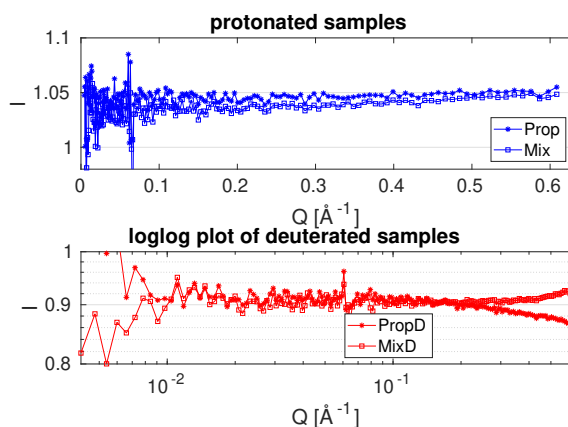 protonated samples
1.1
1.05
1
I
0 0.1 0.2 0.3 0.4 0.5 0.6
Q [Å⁻¹]
Prop
Mix
loglog plot of deuterated samples
1
0.9
0.8
I
10⁻² 10⁻¹
Q [Å⁻¹]
PropD
MixD